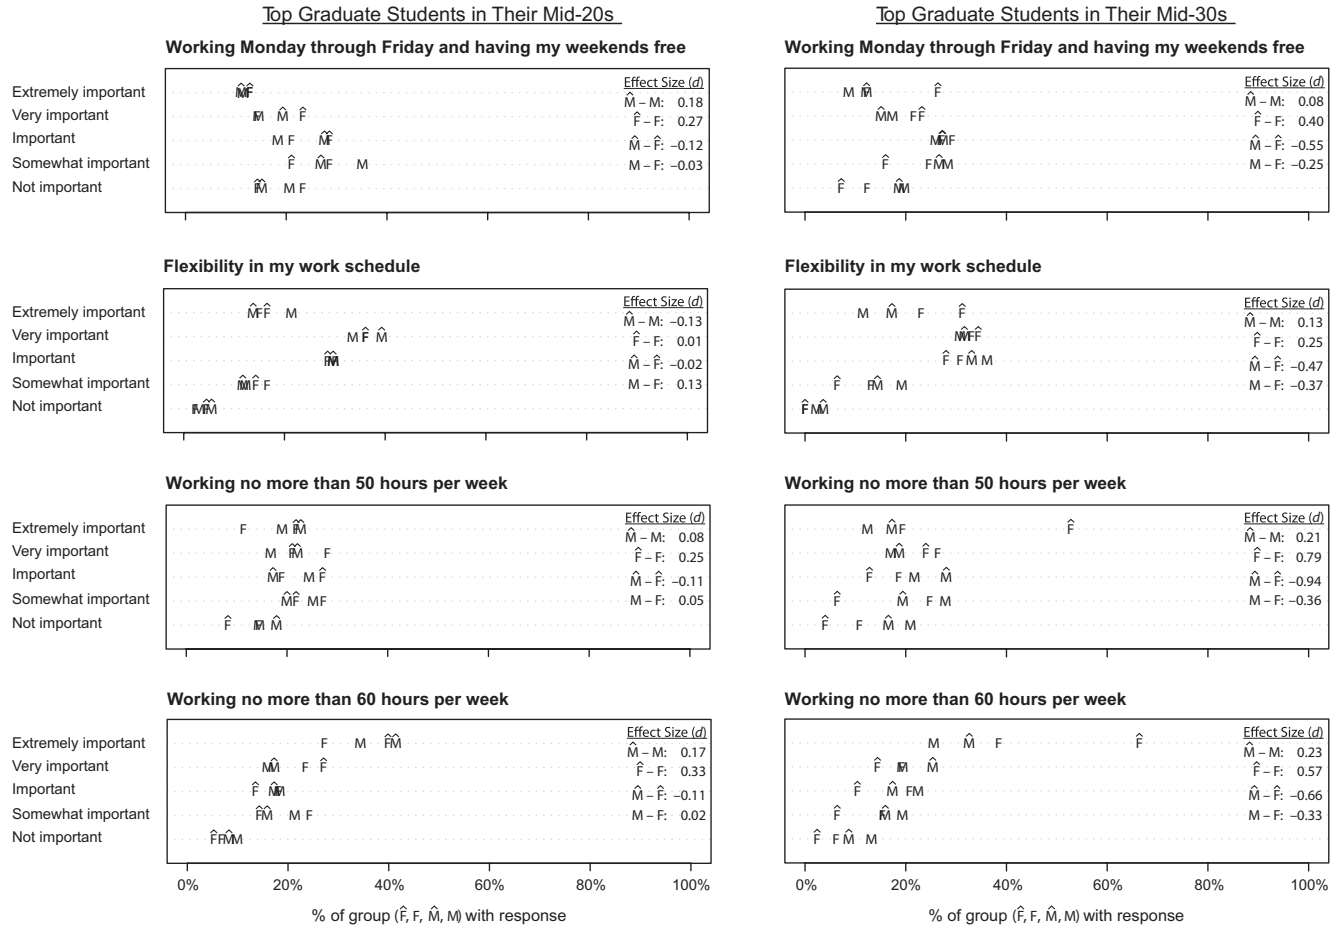 Top Graduate Students in Their Mid-20s
Working Monday through Friday and having my weekends free
Effect Size (d)
Extremely important
M̂ – M: 0.18
Very important M̂ F̂
F̂ – F: 0.27
Important M F
M̂ – F̂: –0.12
Somewhat important F̂ M̂ F M
M – F: –0.03
Not important M F
Flexibility in my work schedule
Effect Size (d)
Extremely important M̂ F F̂ M
M̂ – M: –0.13
Very important M M̂
F̂ – F: 0.01
Important
M̂ – F̂: –0.02
Somewhat important F̂ F
M – F: 0.13
Not important
Working no more than 50 hours per week
Effect Size (d)
Extremely important F M F̂ M̂
M̂ – M: 0.08
Very important M F̂ M̂ F
F̂ – F: 0.25
Important M̂ F M F̂
M̂ – F̂: –0.11
Somewhat important M̂ F̂ M F
M – F: 0.05
Not important F̂ M̂
Working no more than 60 hours per week
Effect Size (d)
Extremely important F M F̂ M̂
M̂ – M: 0.17
Very important M M̂ F F̂
F̂ – F: 0.33
Important F̂
M̂ – F̂: –0.11
Somewhat important F̂ M̂ M F
M – F: 0.02
Not important F̂ F M̂ M
0% 20% 40% 60% 80% 100%
% of group (F̂, F, M̂, M) with response
Top Graduate Students in Their Mid-30s
Working Monday through Friday and having my weekends free
Effect Size (d)
M F̂
M̂ – M: 0.08
M̂ M F F̂
F̂ – F: 0.40
F
M̂ – F̂: –0.55
F̂ F M̂ M
M – F: –0.25
F̂ F
Flexibility in my work schedule
Effect Size (d)
M M̂ F F̂
M̂ – M: 0.13
F̂
F̂ – F: 0.25
F̂ F M̂ M
M̂ – F̂: –0.47
F̂ F M̂ M
M – F: –0.37
M M̂
Working no more than 50 hours per week
Effect Size (d)
M M̂ F F̂
M̂ – M: 0.21
M M̂ F̂ F
F̂ – F: 0.79
F̂ F M M̂
M̂ – F̂: –0.94
F̂ M̂ F M
M – F: –0.36
F̂ F M̂ M
Working no more than 60 hours per week
Effect Size (d)
M M̂ F F̂
M̂ – M: 0.23
F̂ M̂
F̂ – F: 0.57
F̂ M̂ F M
M̂ – F̂: –0.66
F̂ M
M – F: –0.33
F̂ F M̂ M
0% 20% 40% 60% 80% 100%
% of group (F̂, F, M̂, M) with response